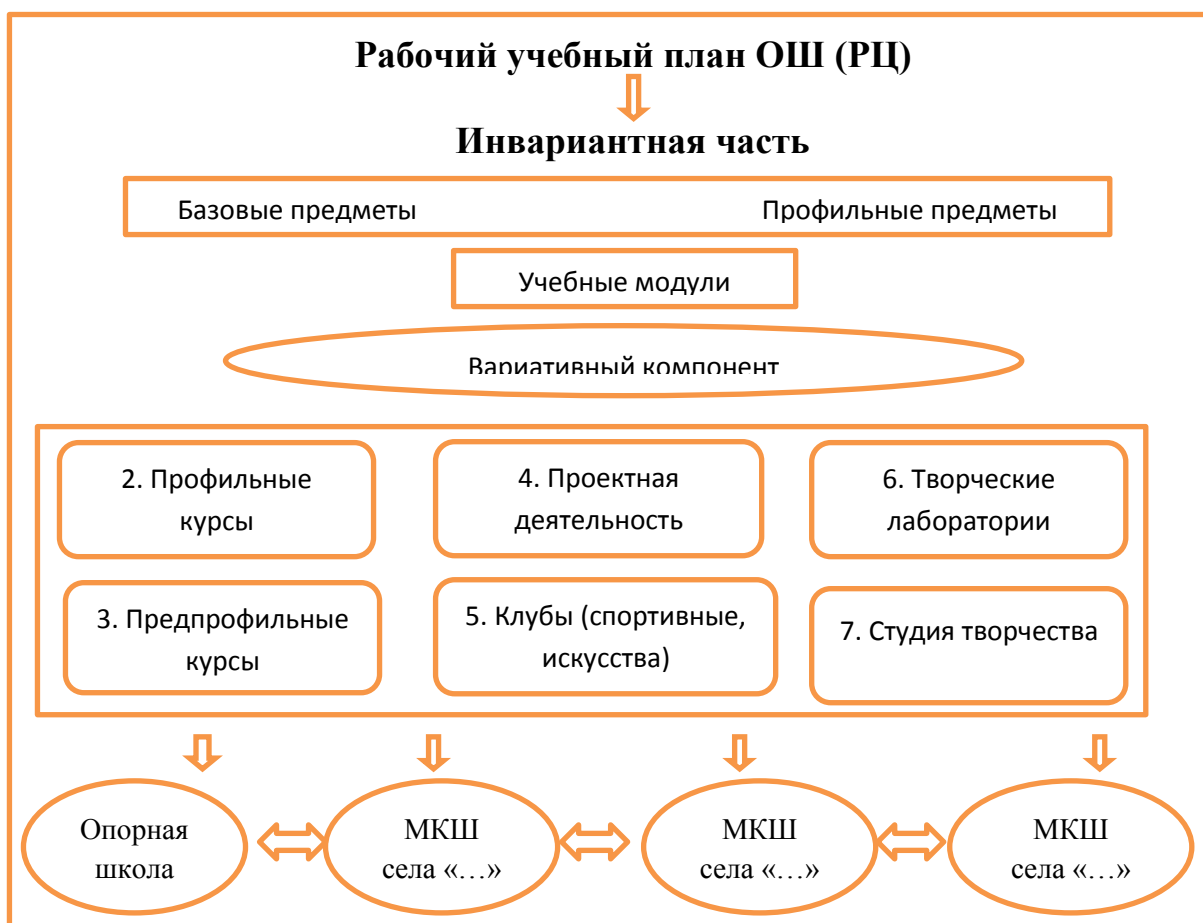 Рабочий учебный план ОШ (РЦ)
Инвариантная часть
Базовые предметы Профильные предметы
Учебные модули
Вариативный компонент
2. Профильные
курсы
4. Проектная
деятельность
6. Творческие
лаборатории
3. Предпрофильные
курсы
5. Клубы (спортивные,
искусства)
7. Студия творчества
Опорная
школа
МКШ
села «...»
МКШ
села «...»
МКШ
села «...»